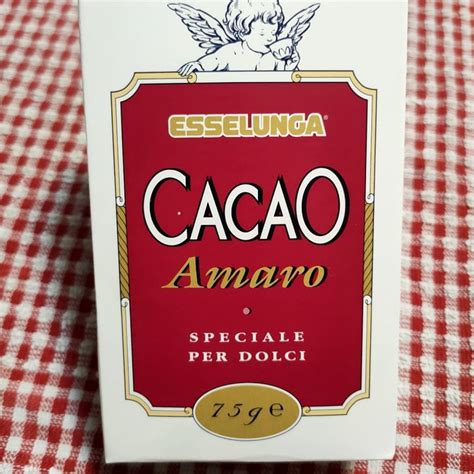 ESSELUNGA®
CACAO
Amaro
SPECIALE
PER DOLCI
75g e